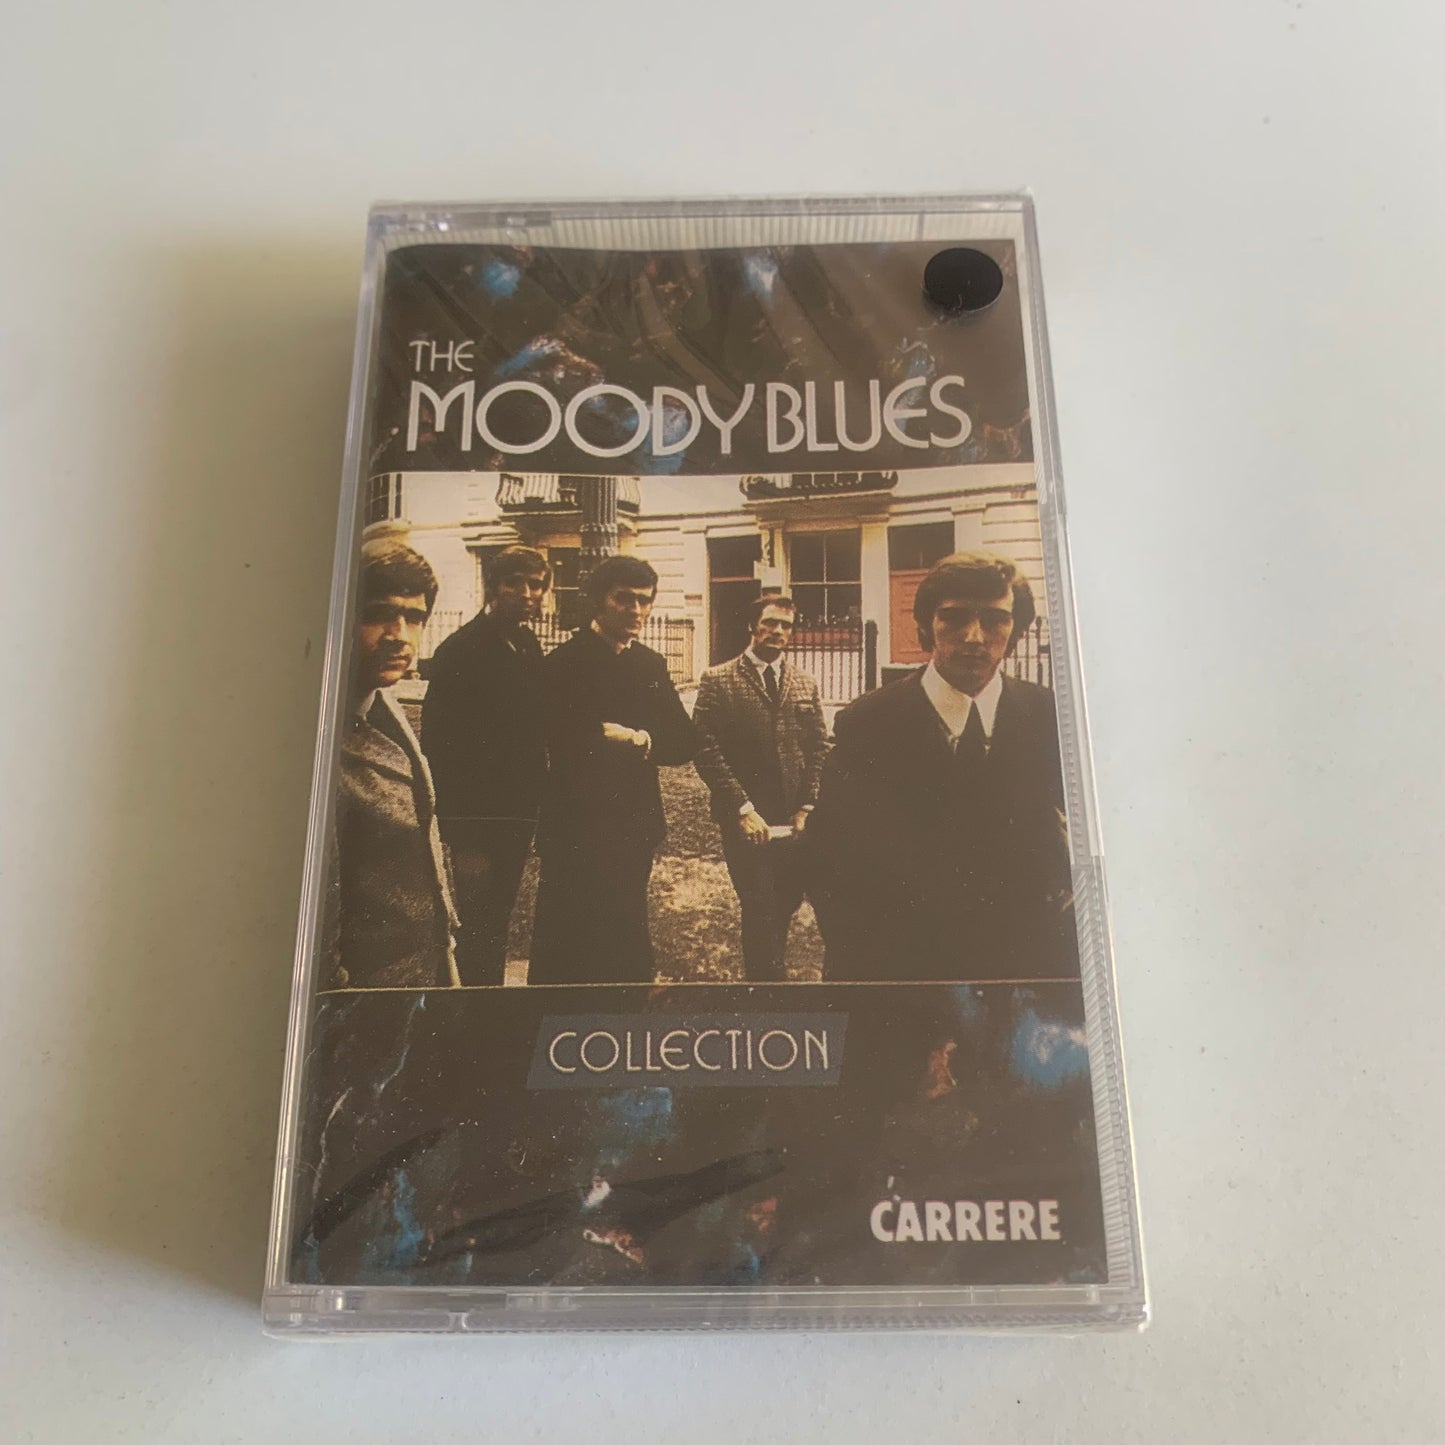 THE
MOODY BLUES
COLLECTION
CARRERE